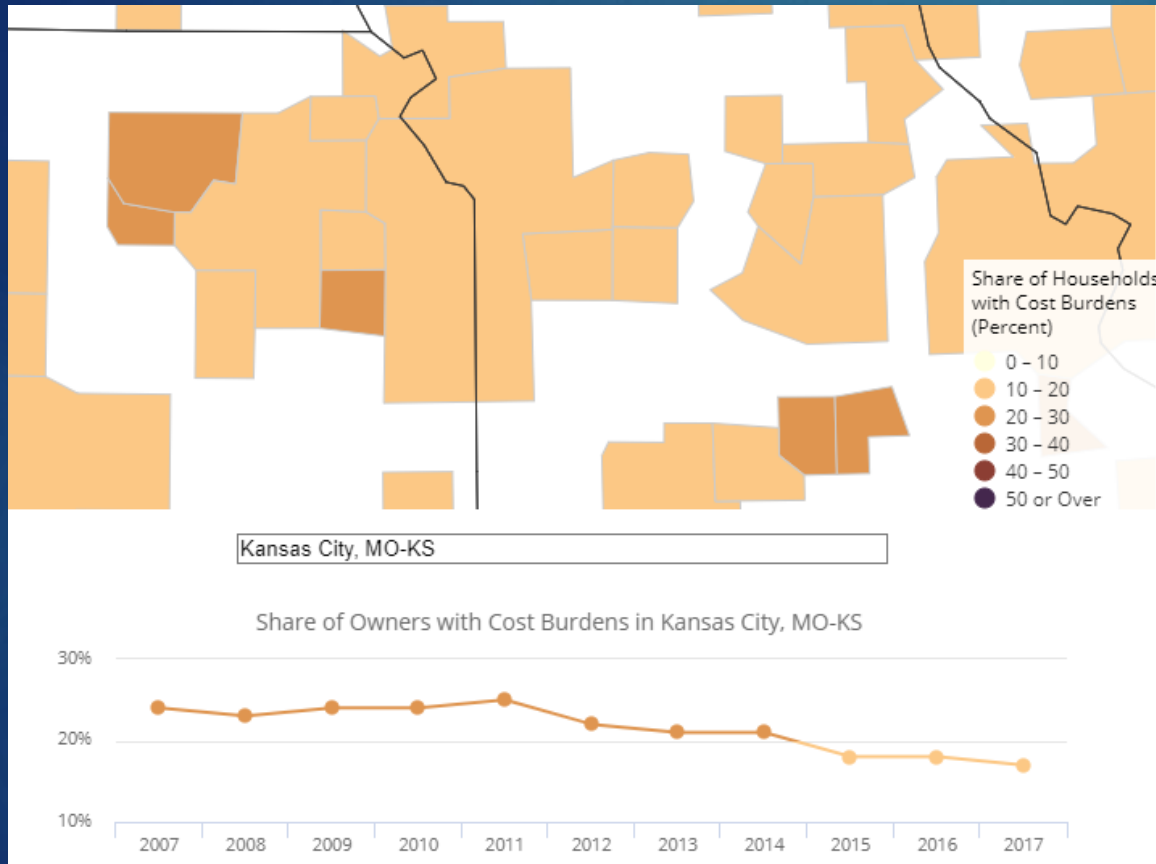 Share of Households
with Cost Burdens
(Percent)
0 – 10
10 – 20
20 – 30
30 – 40
40 – 50
50 or Over
Kansas City, MO-KS
Share of Owners with Cost Burdens in Kansas City, MO-KS
30%
20%
10%
2007 2008 2009 2010 2011 2012 2013 2014 2015 2016 2017